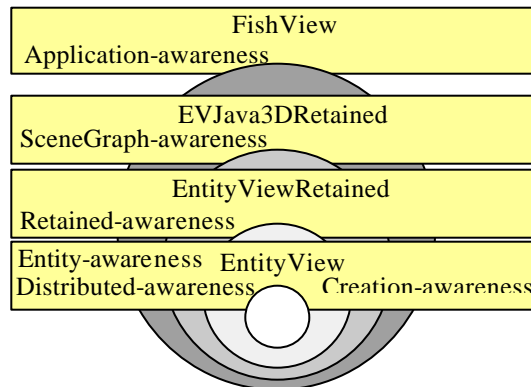 FishView
Application-awareness
EVJava3DRetained
SceneGraph-awareness
EntityViewRetained
Retained-awareness
Entity-awareness
EntityView
Distributed-awareness
Creation-awareness